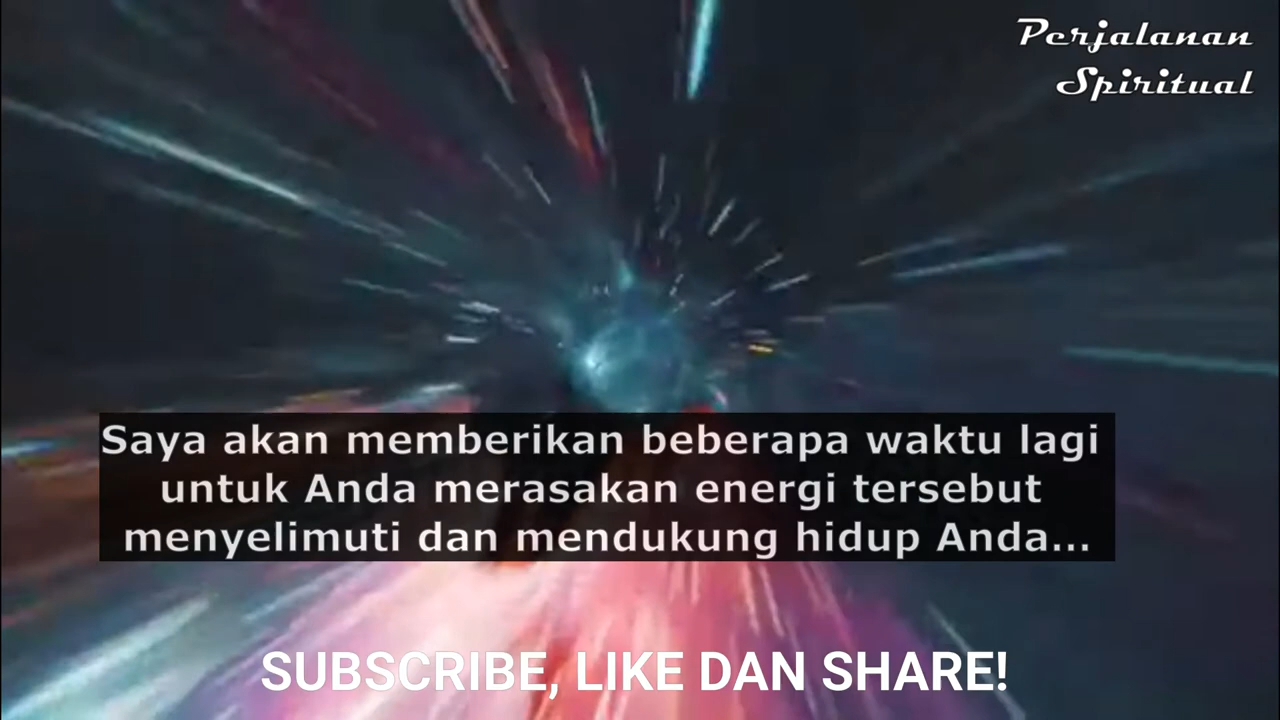 Perjalanan
Spiritual
Saya akan memberikan beberapa waktu lagi
untuk Anda merasakan energi tersebut
menyelimuti dan mendukung hidup Anda...
SUBSCRIBE, LIKE DAN SHARE!